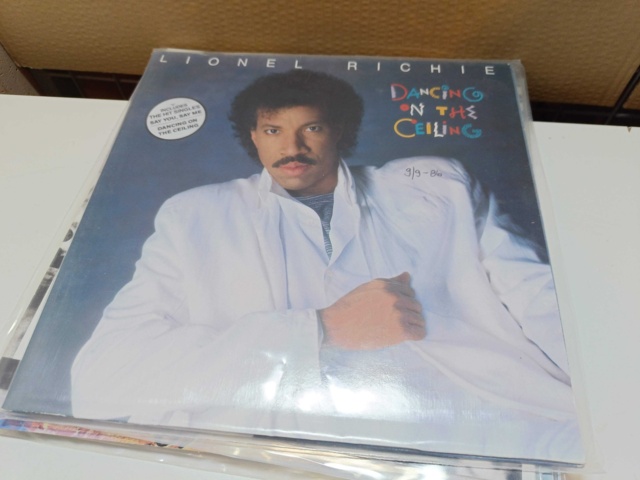 LIONEL RICHIE
DANCING
ON THE
CEILING
INCLUDES
THE HIT SINGLES
SAY YOU, SAY ME
DANCING ON
THE CEILING
9/9-86